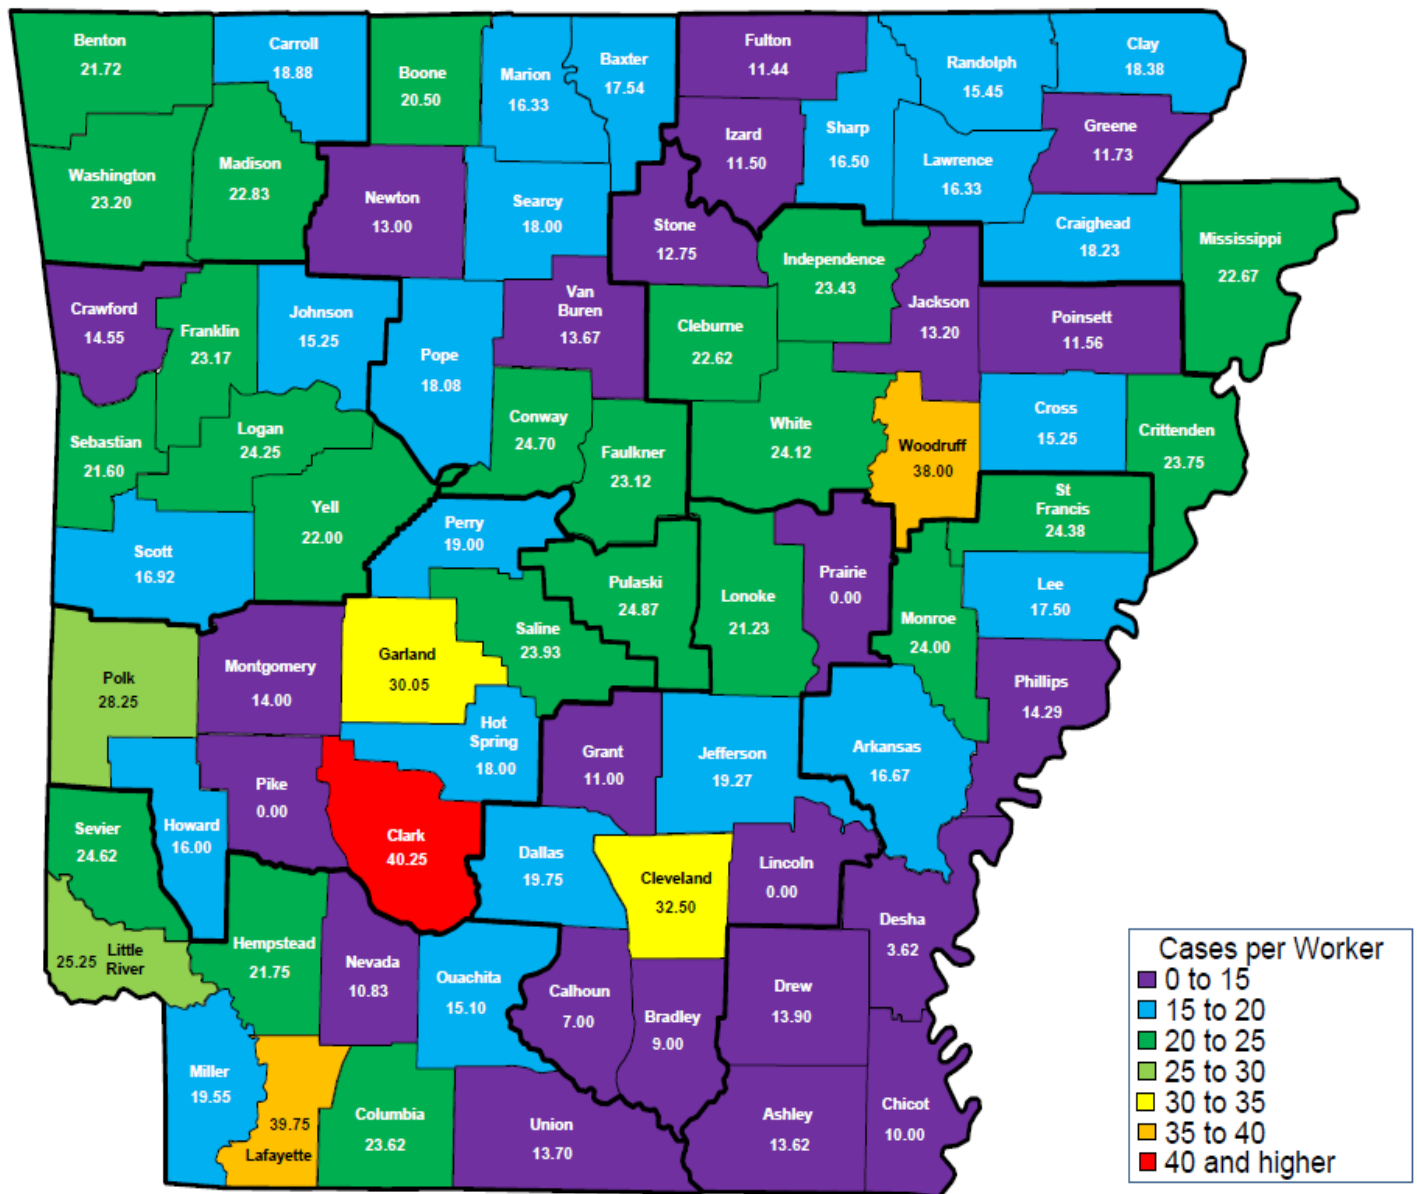 Benton
21.72
Carroll
18.88
Boone
20.50
Marion
16.33
Baxter
17.54
Fulton
11.44
Randolph
15.45
Clay
18.38
Washington
23.20
Madison
22.83
Newton
13.00
Searcy
18.00
Stone
12.75
Izard
11.50
Sharp
16.50
Lawrence
16.33
Greene
11.73
Craighead
18.23
Mississippi
22.67
Crawford
14.55
Franklin
23.17
Johnson
15.25
Pope
18.08
Van
Buren
13.67
Cleburne
22.62
Independence
23.43
Jackson
13.20
Poinsett
11.56
Sebastian
21.60
Logan
24.25
Conway
24.70
Faulkner
23.12
White
24.12
Woodruff
38.00
Cross
15.25
Crittenden
23.75
Scott
16.92
Yell
22.00
Perry
19.00
Pulaski
24.87
Lonoke
21.23
Prairie
0.00
St
Francis
24.38
Lee
17.50
Monroe
24.00
Phillips
14.29
Polk
28.25
Montgomery
14.00
Garland
30.05
Saline
23.93
Hot
Spring
18.00
Grant
11.00
Jefferson
19.27
Arkansas
16.67
Sevier
24.62
Howard
16.00
Pike
0.00
Clark
40.25
Dallas
19.75
Cleveland
32.50
Lincoln
0.00
Desha
3.62
25.25 Little
River
Hempstead
21.75
Nevada
10.83
Ouachita
15.10
Calhoun
7.00
Bradley
9.00
Drew
13.90
Miller
19.55
39.75
Lafayette
Columbia
23.62
Union
13.70
Ashley
13.62
Chicot
10.00
Cases per Worker
0 to 15
15 to 20
20 to 25
25 to 30
30 to 35
35 to 40
40 and higher